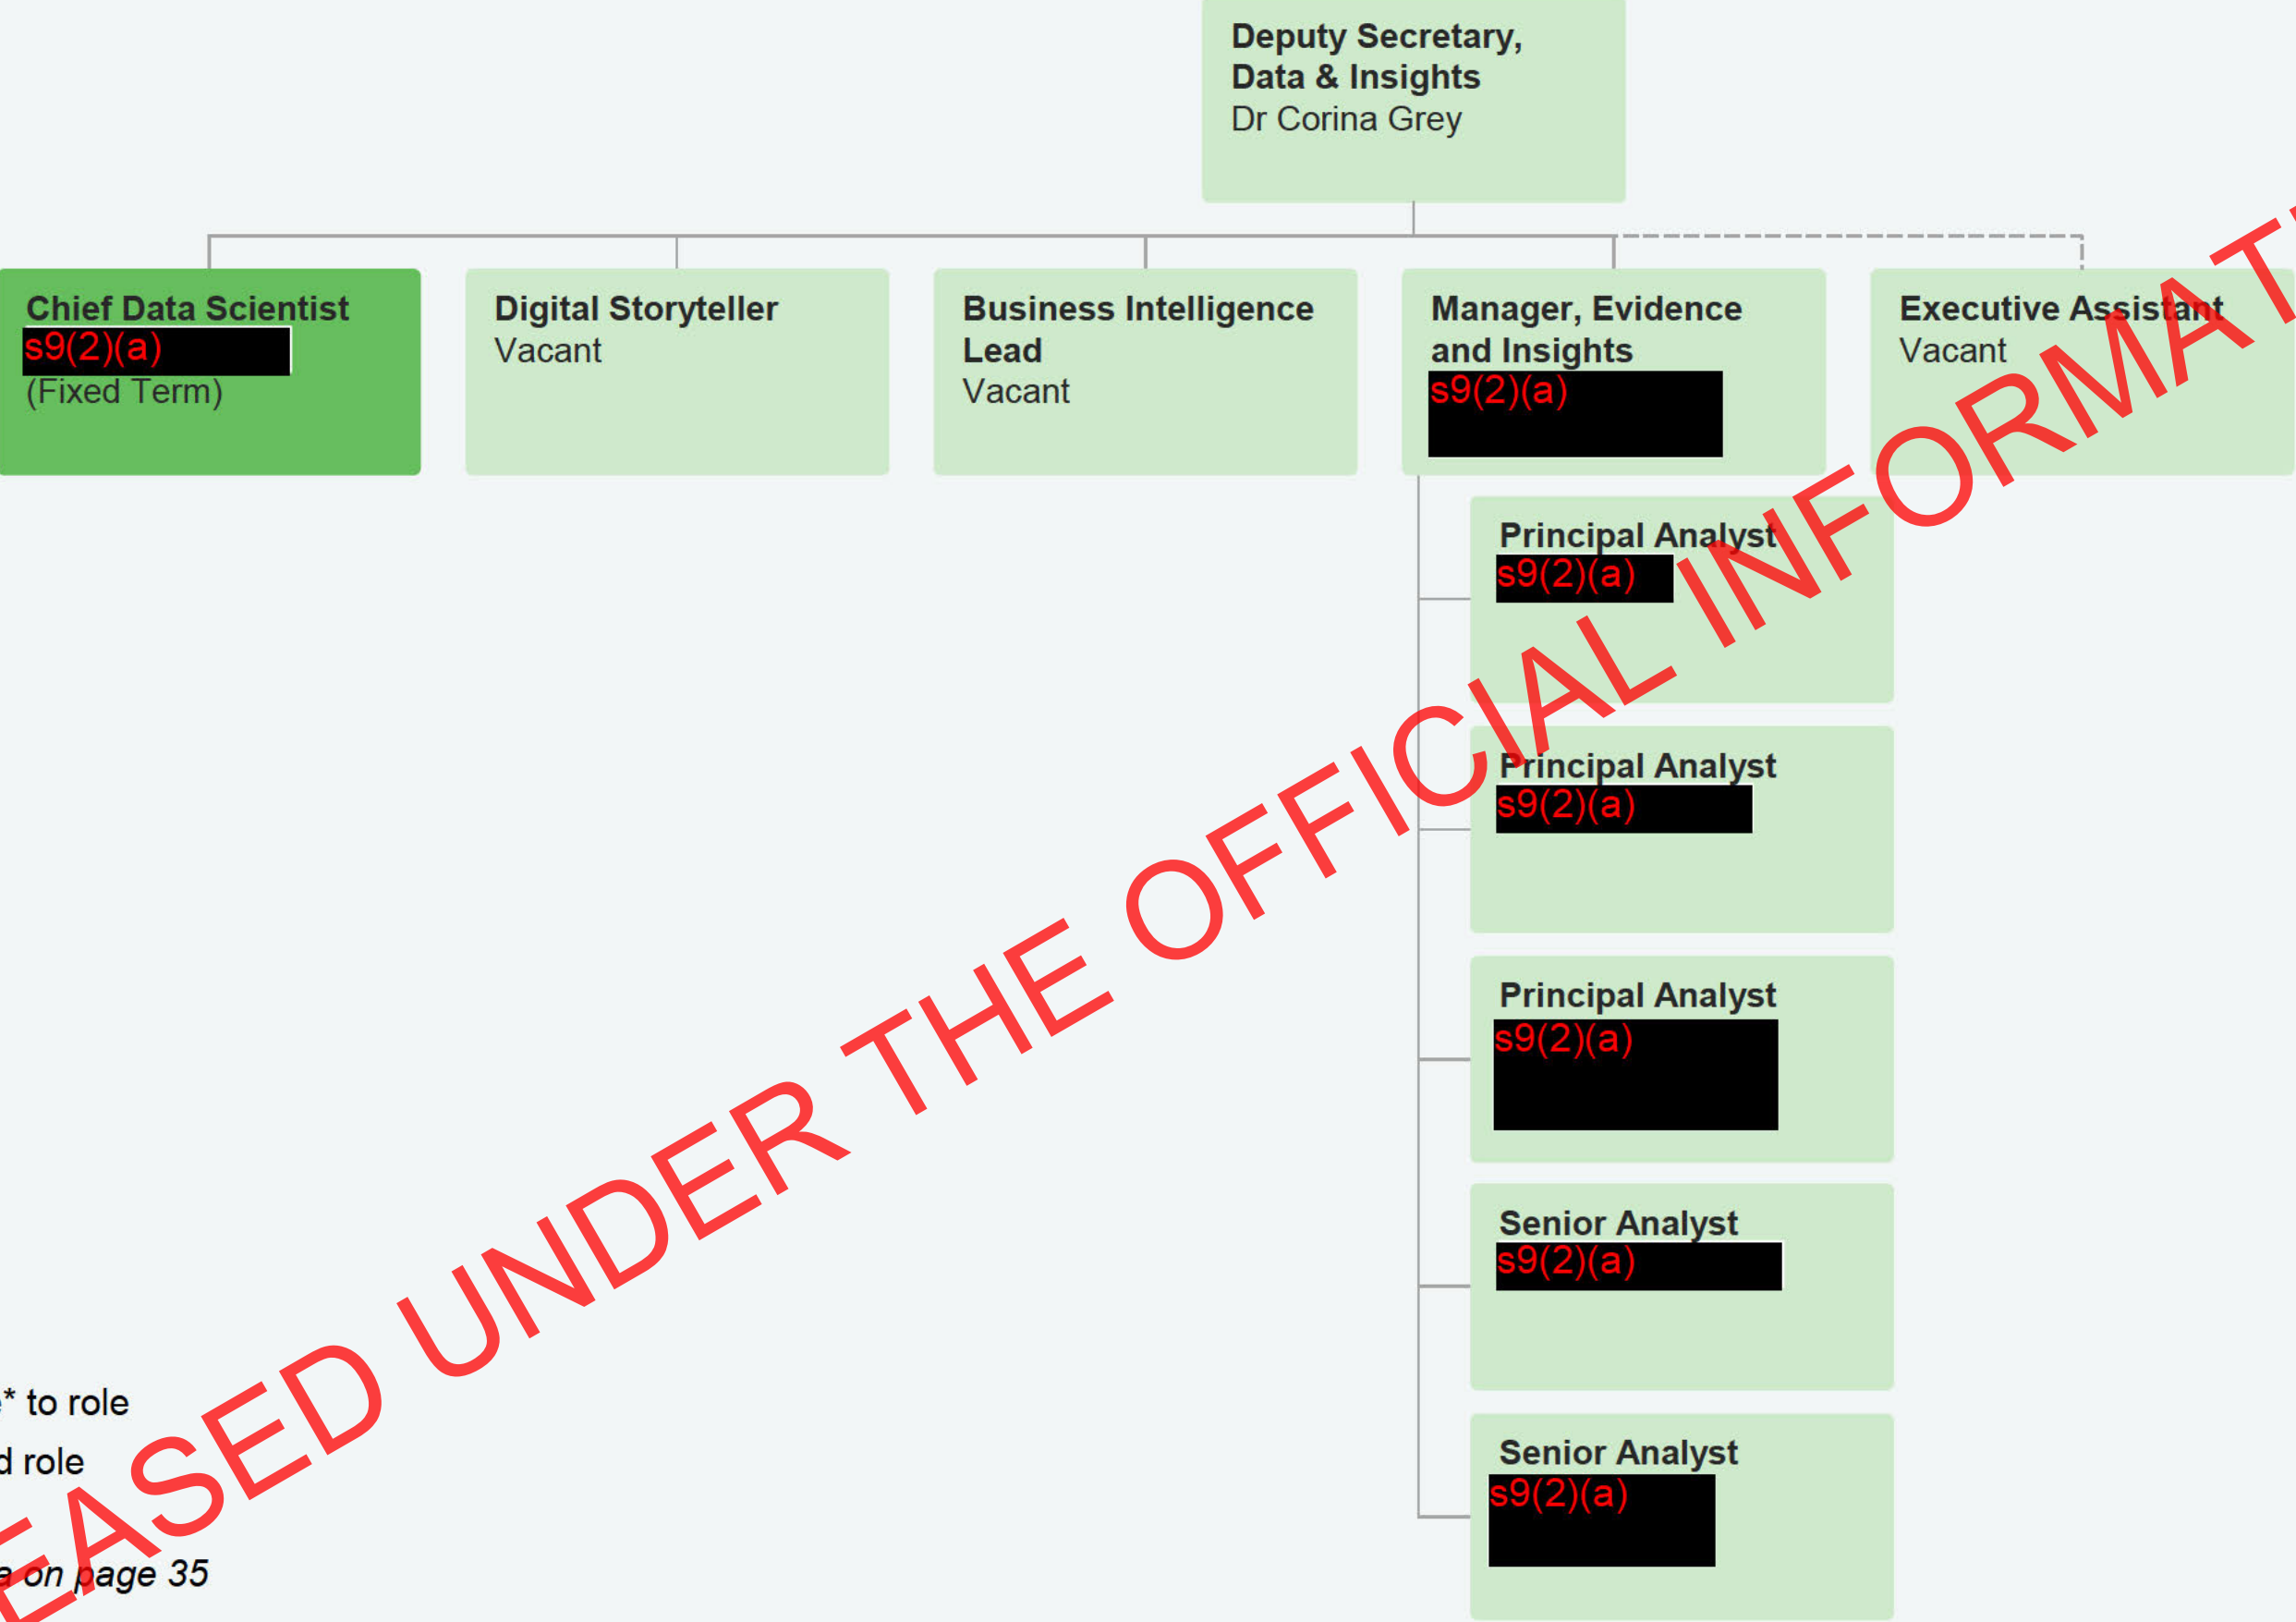 Deputy Secretary,
Data & Insights
Dr Corina Grey
Chief Data Scientist
s9(2)(a)
(Fixed Term)
Digital Storyteller
Vacant
Business Intelligence
Lead
Vacant
Manager, Evidence
and Insights
s9(2)(a)
Executive Assistant
Vacant
Principal Analyst
s9(2)(a)
Principal Analyst
s9(2)(a)
Principal Analyst
s9(2)(a)
Senior Analyst
s9(2)(a)
Senior Analyst
s9(2)(a)
* to role
role
on page 35
UNDER THE OFFICIAL